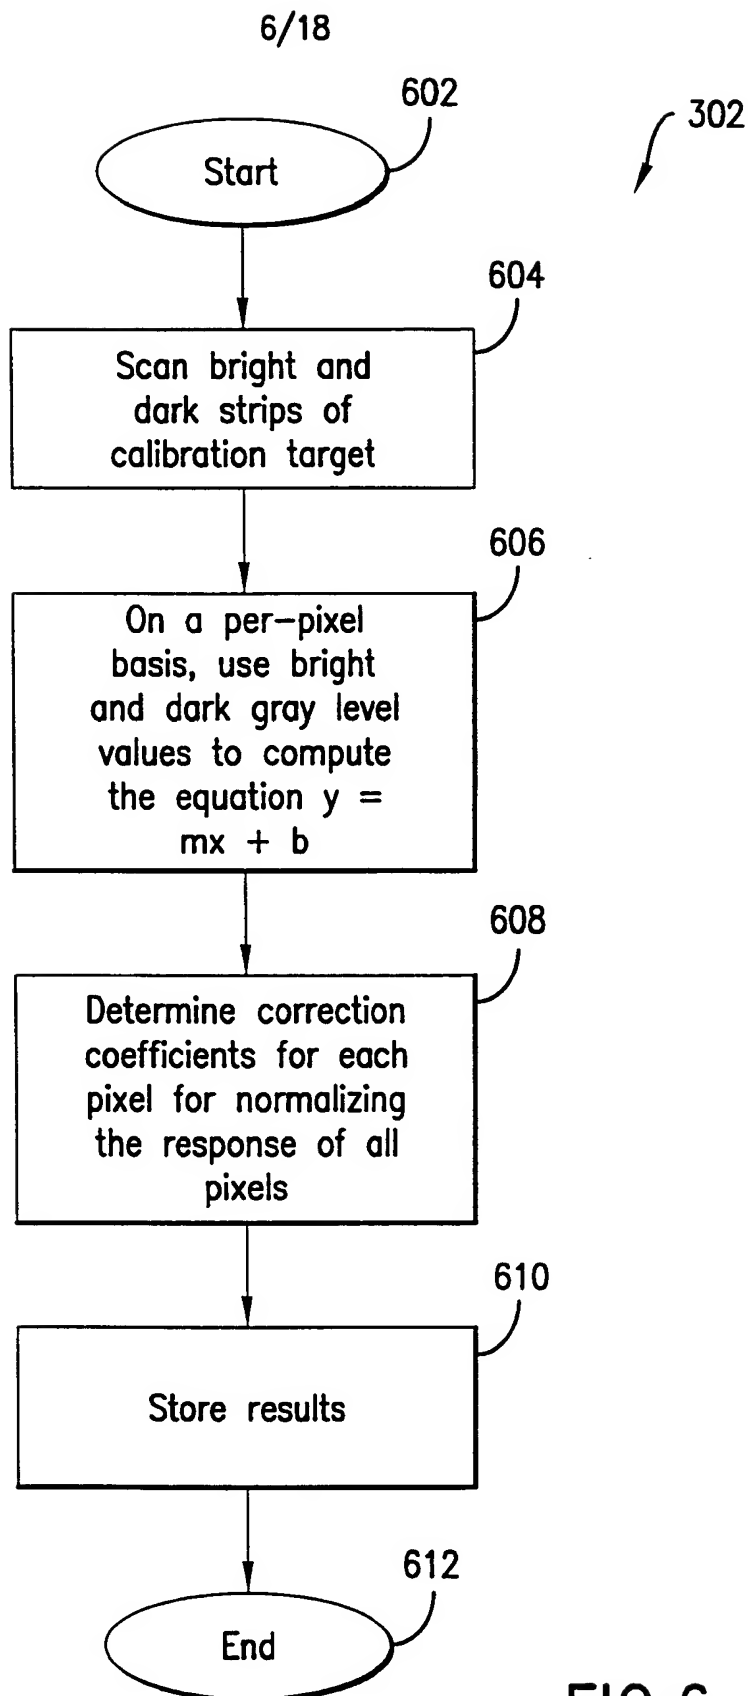 6/18
602
302
Start
604
Scan bright and
dark strips of
calibration target
606
On a per-pixel
basis, use bright
and dark gray level
values to compute
the equation y =
mx + b
608
Determine correction
coefficients for each
pixel for normalizing
the response of all
pixels
610
Store results
612
End
FIG.6